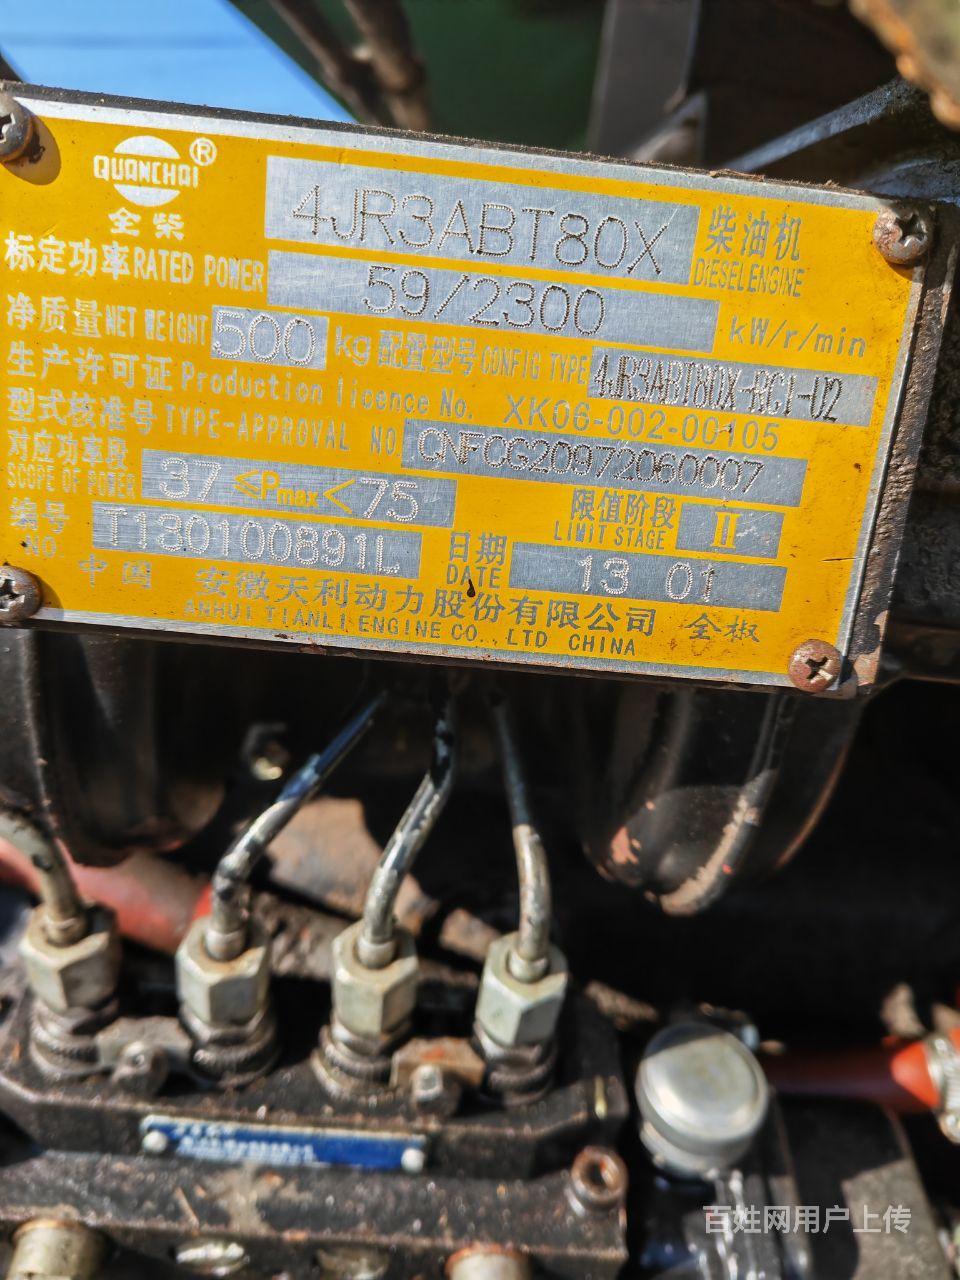 QUANCHAI®
全柴
4JR3ABT80X
柴油机
DIESEL ENGINE
标定功率 RATED POWER 59/2300 kW/r/min
净质量 NET WEIGHT 500 kg 配置型号 CONFIG TYPE 4JR3ABT80X-RC1-U2
生产许可证 Production licence No. XK06-002-00105
型式核准号 TYPE-APPROVAL NO CNFCG20972060007
对应功率段
SCOPE OF POWER 37≤Pmax<75
限值阶段
LIMIT STAGE II
编号
NO T130100891L
日期
DATE 13 01
中国 安徽天利动力股份有限公司 全椒
ANHUI TIANLI ENGINE CO.,LTD CHINA
百姓网用户上传